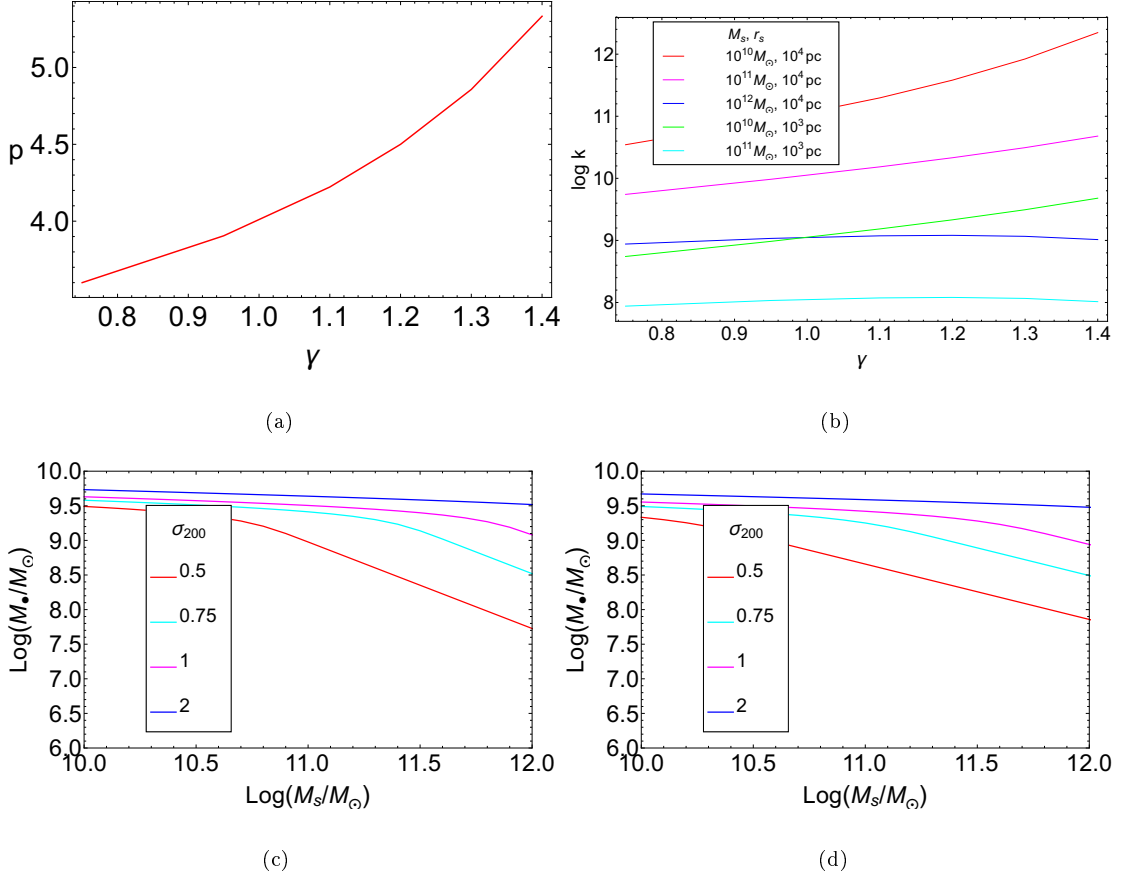 5.0
4.5
4.0
p
0.8 0.9 1.0 1.1 1.2 1.3 1.4
γ
(a)
12
11
10
9
8
log k
M_s, r_s
10^10 M_⊙, 10^4 pc
10^11 M_⊙, 10^4 pc
10^12 M_⊙, 10^4 pc
10^10 M_⊙, 10^3 pc
10^11 M_⊙, 10^3 pc
0.8 0.9 1.0 1.1 1.2 1.3 1.4
γ
(b)
10.0
9.5
9.0
8.5
8.0
7.5
7.0
6.5
6.0
Log(M_•/M_⊙)
σ_200
0.5
0.75
1
2
10.0 10.5 11.0 11.5 12.0
Log(M_s/M_⊙)
(c)
10.0
9.5
9.0
8.5
8.0
7.5
7.0
6.5
6.0
Log(M_•/M_⊙)
σ_200
0.5
0.75
1
2
10.0 10.5 11.0 11.5 12.0
Log(M_s/M_⊙)
(d)